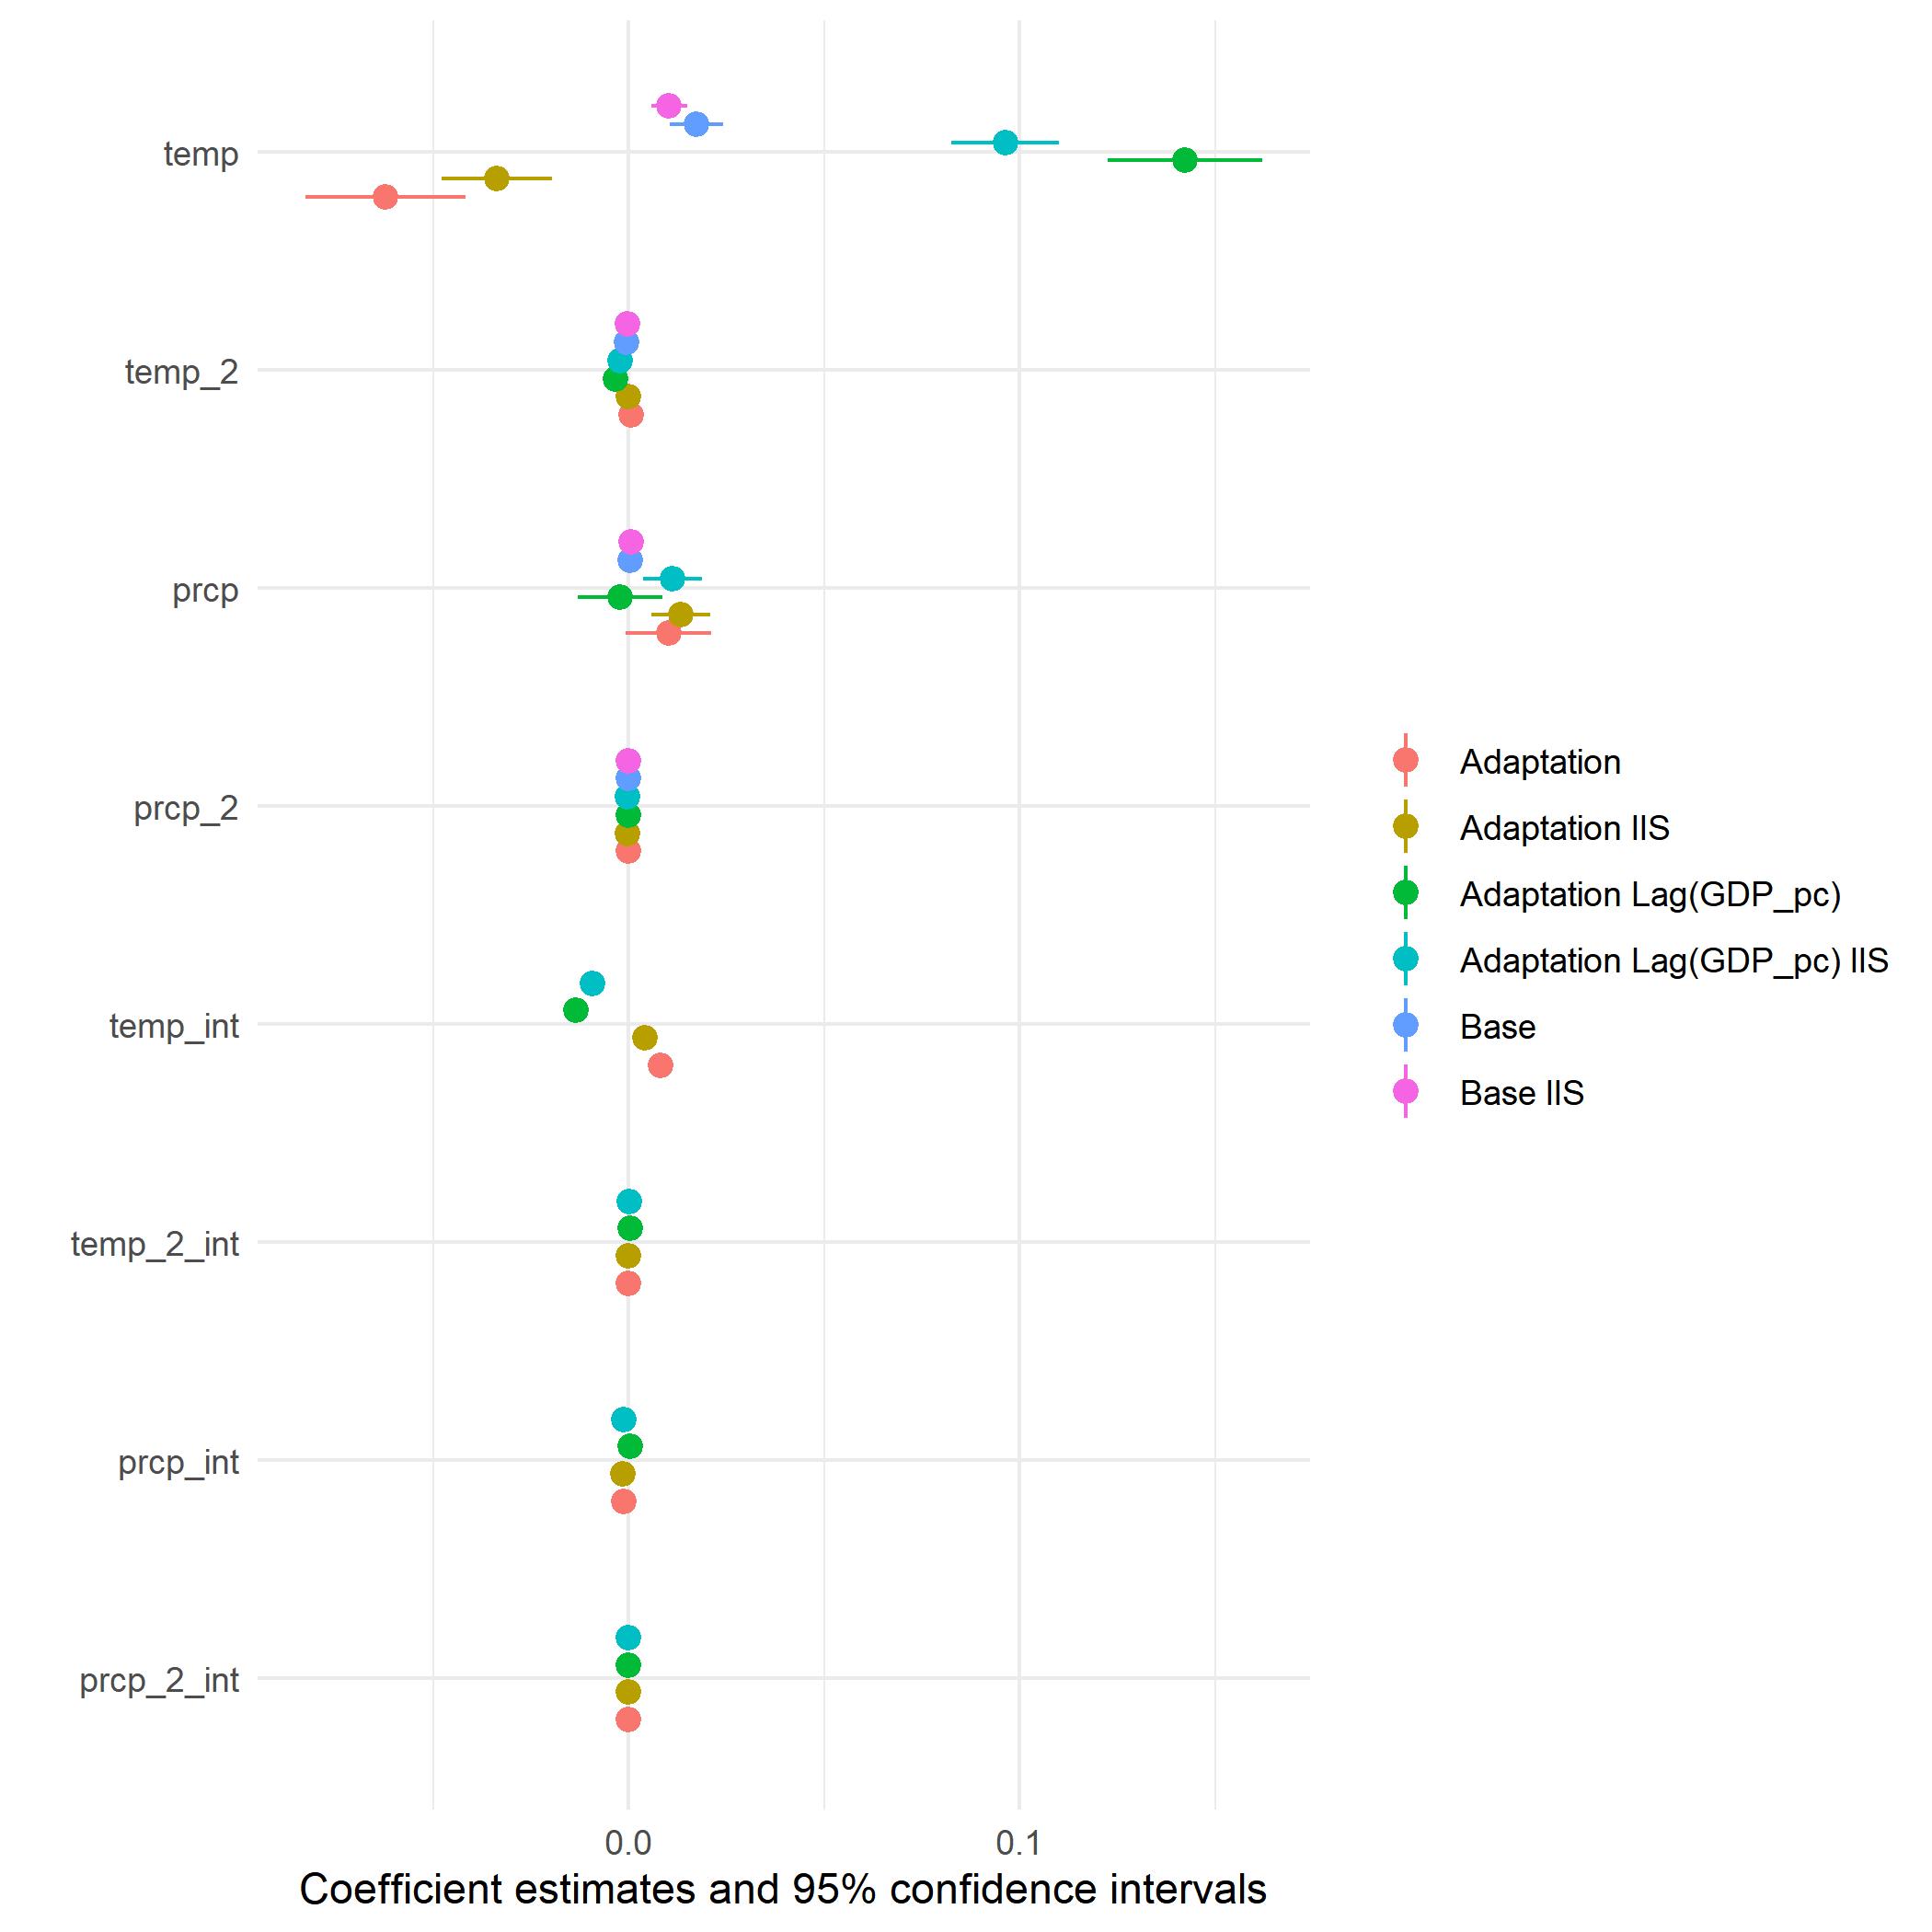 temp
temp_2
prcp
prcp_2
temp_int
temp_2_int
prcp_int
prcp_2_int
0.0
0.1
Coefficient estimates and 95% confidence intervals
Adaptation
Adaptation IIS
Adaptation Lag(GDP_pc)
Adaptation Lag(GDP_pc) IIS
Base
Base IIS